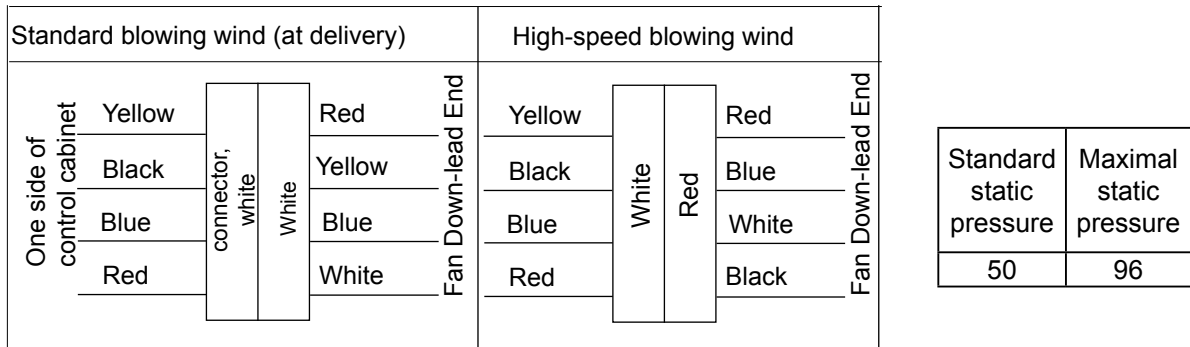 Standard blowing wind (at delivery)
High-speed blowing wind
One side of
control cabinet
Yellow
Black
Blue
Red
connector,
white
White
Red
Yellow
Blue
White
Fan Down-lead End
Yellow
Black
Blue
Red
White
Red
Red
Blue
White
Black
Fan Down-lead End
Standard
static
pressure
Maximal
static
pressure
50
96